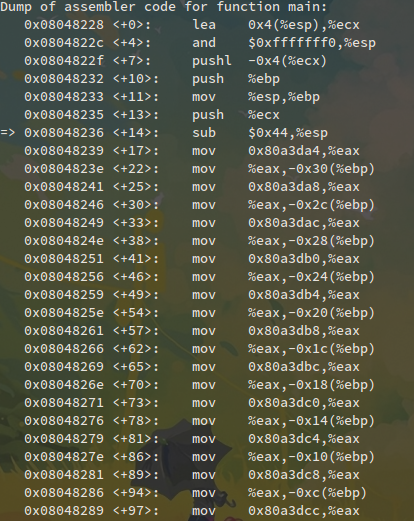 Dump of assembler code for function main:
0x08048228 <+0>: lea 0x4(%esp),%ecx
0x0804822c <+4>: and $0xfffffff0,%esp
0x0804822f <+7>: pushl -0x4(%ecx)
0x08048232 <+10>: push %ebp
0x08048233 <+11>: mov %esp,%ebp
0x08048235 <+13>: push %ecx
=> 0x08048236 <+14>: sub $0x44,%esp
0x08048239 <+17>: mov 0x80a3da4,%eax
0x0804823e <+22>: mov %eax,-0x30(%ebp)
0x08048241 <+25>: mov 0x80a3da8,%eax
0x08048246 <+30>: mov %eax,-0x2c(%ebp)
0x08048249 <+33>: mov 0x80a3dac,%eax
0x0804824e <+38>: mov %eax,-0x28(%ebp)
0x08048251 <+41>: mov 0x80a3db0,%eax
0x08048256 <+46>: mov %eax,-0x24(%ebp)
0x08048259 <+49>: mov 0x80a3db4,%eax
0x0804825e <+54>: mov %eax,-0x20(%ebp)
0x08048261 <+57>: mov 0x80a3db8,%eax
0x08048266 <+62>: mov %eax,-0x1c(%ebp)
0x08048269 <+65>: mov 0x80a3dbc,%eax
0x0804826e <+70>: mov %eax,-0x18(%ebp)
0x08048271 <+73>: mov 0x80a3dc0,%eax
0x08048276 <+78>: mov %eax,-0x14(%ebp)
0x08048279 <+81>: mov 0x80a3dc4,%eax
0x0804827e <+86>: mov %eax,-0x10(%ebp)
0x08048281 <+89>: mov 0x80a3dc8,%eax
0x08048286 <+94>: mov %eax,-0xc(%ebp)
0x08048289 <+97>: mov 0x80a3dcc,%eax